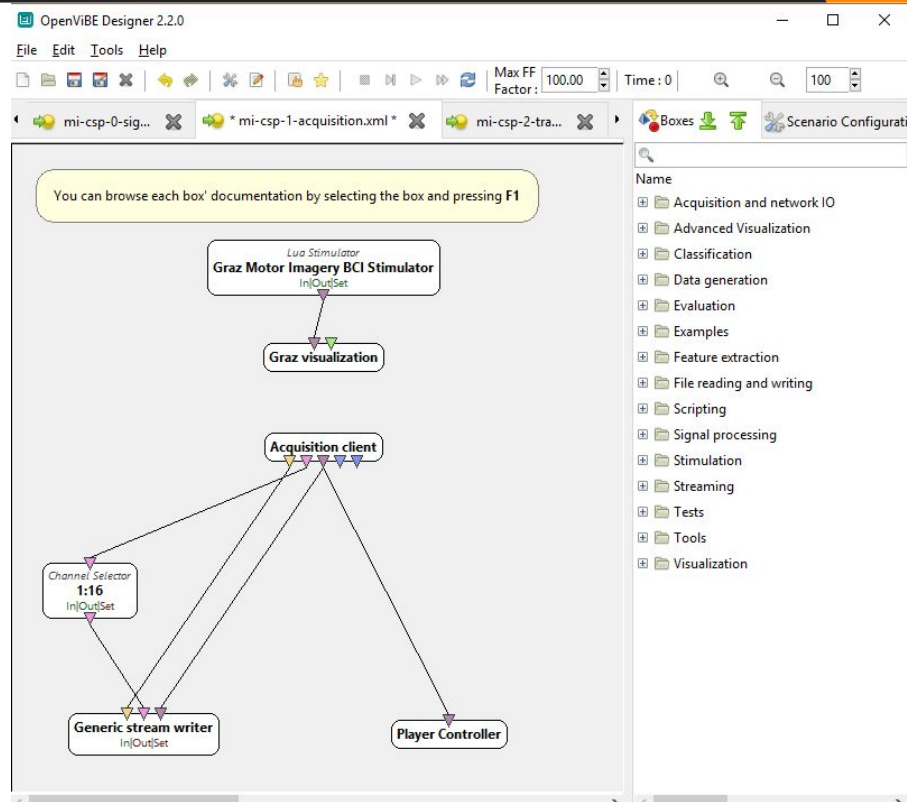 OpenViBE Designer 2.2.0
File Edit Tools Help
Max FF Factor : 100.00 Time : 0 100
mi-csp-0-sig... * mi-csp-1-acquisition.xml * mi-csp-2-tra... Boxes Scenario Configurati
You can browse each box' documentation by selecting the box and pressing F1
Lua Stimulator
Graz Motor Imagery BCI Stimulator
In|Out|Set
Graz visualization
Acquisition client
Channel Selector
1:16
In|Out|Set
Generic stream writer
In|Out|Set
Player Controller
Name
Acquisition and network IO
Advanced Visualization
Classification
Data generation
Evaluation
Examples
Feature extraction
File reading and writing
Scripting
Signal processing
Stimulation
Streaming
Tests
Tools
Visualization